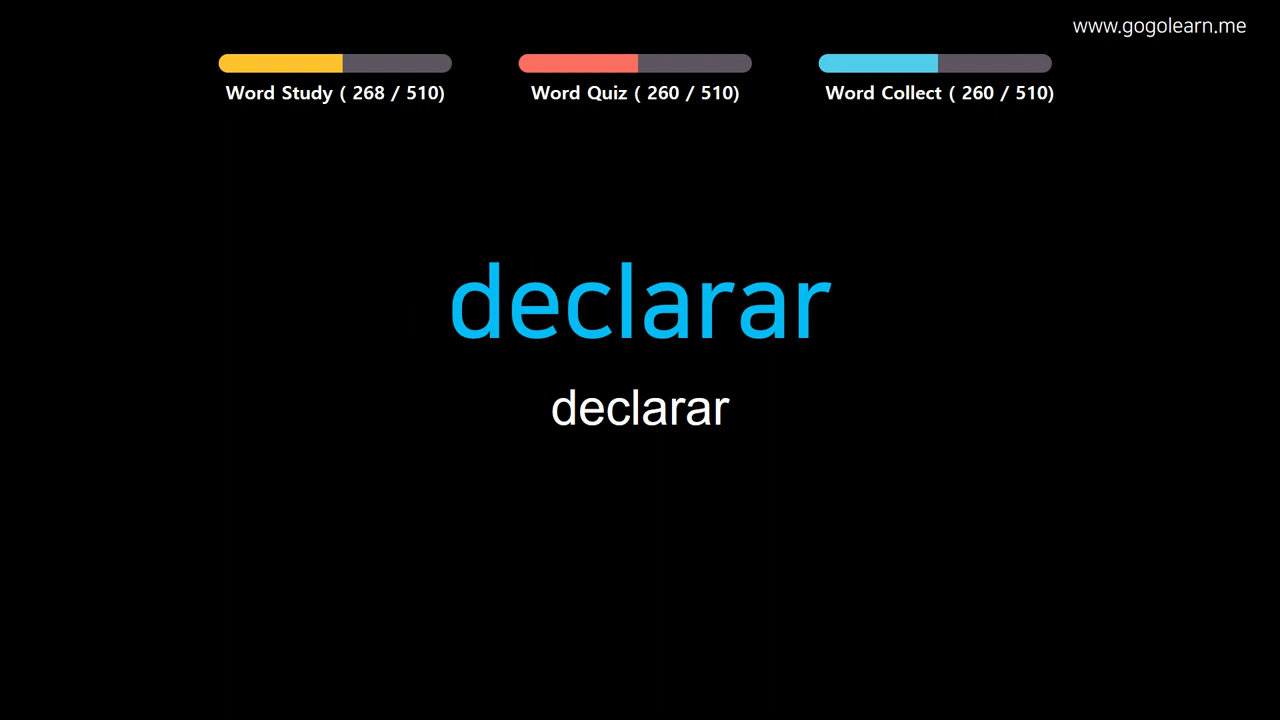 www.gogolearn.me
Word Study ( 268 / 510)
Word Quiz ( 260 / 510)
Word Collect ( 260 / 510)
declarar
declarar